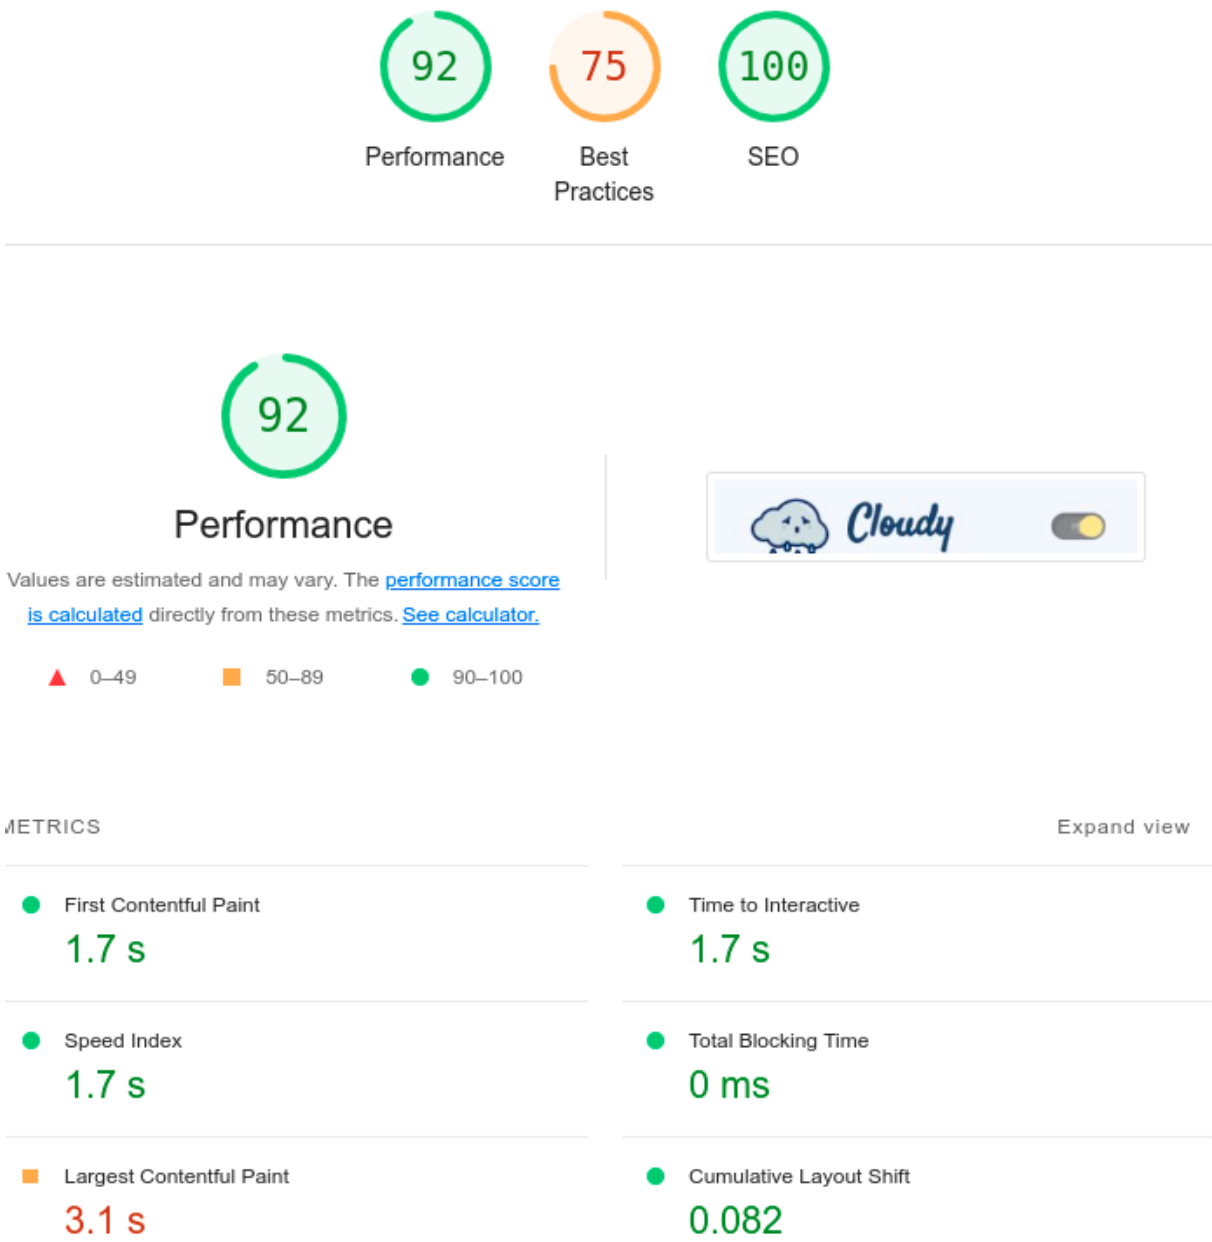 92
75
100
Performance
Best
Practices
SEO
92
Performance
Values are estimated and may vary. The performance score
is calculated directly from these metrics. See calculator.
0–49
50–89
90–100
Cloudy
METRICS
Expand view
First Contentful Paint
1.7 s
Time to Interactive
1.7 s
Speed Index
1.7 s
Total Blocking Time
0 ms
Largest Contentful Paint
3.1 s
Cumulative Layout Shift
0.082